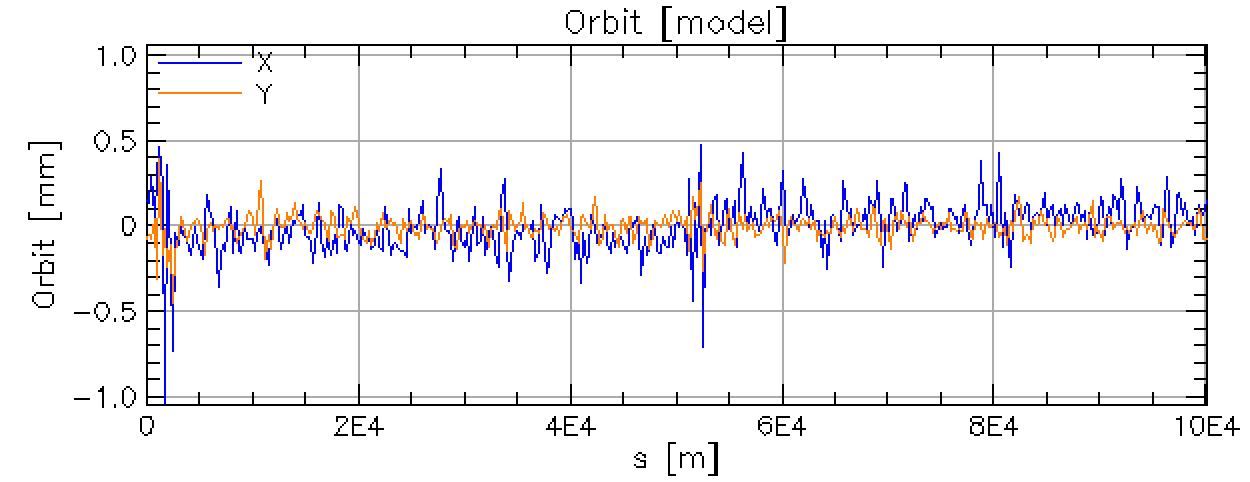 Orbit [model]
1.0
X
Y
0.5
Orbit [mm]
0
-0.5
-1.0
0 2E4 4E4 6E4 8E4 10E4
s [m]